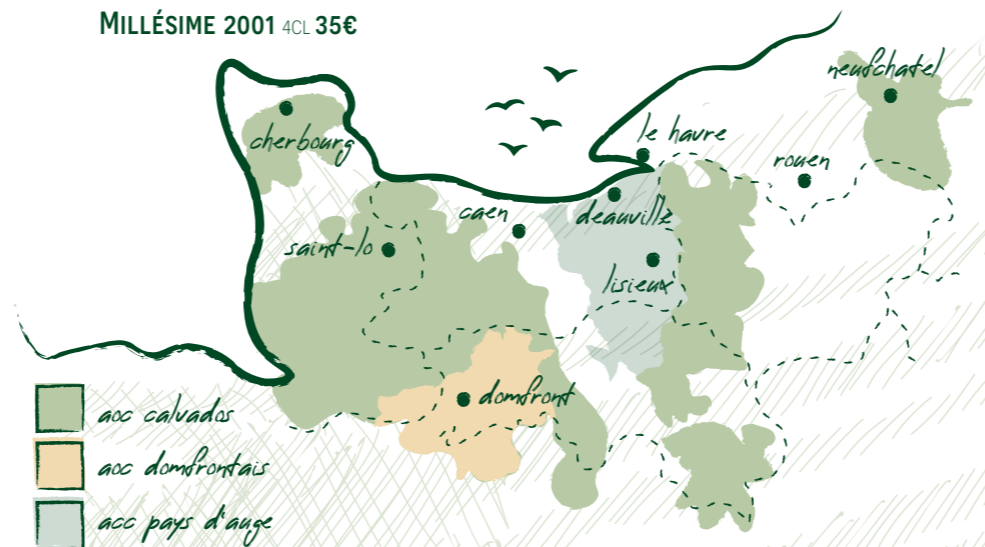 MILLÉSIME 2001 4CL 35€
neufchatel
cherbourg
le havre
rouen
caen
deauville
saint-lo
lisieux
domfront
aoc calvados
aoc domfrontais
aoc pays d'auge